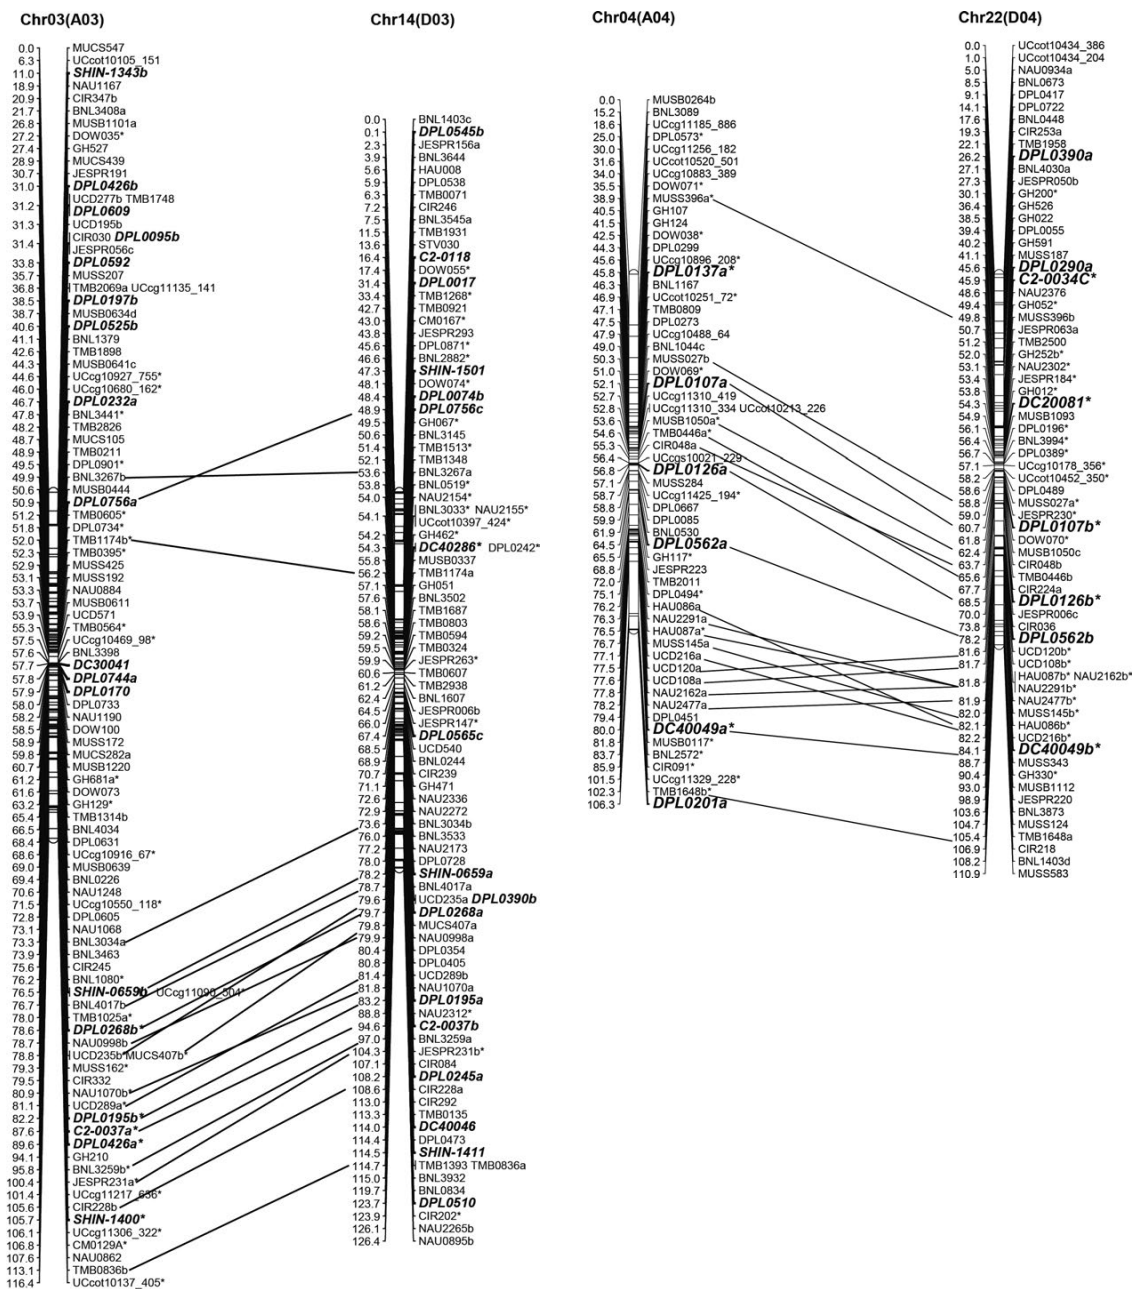 Chr03(A03)
0.0 MUCS547
6.3 UCcot10105_151
11.0 SHIN-1343b
18.9 NAU1167
20.9 CIR347b
21.7 BNL3408a
26.8 MUSB1101a
27.2 DOW035*
27.4 GH527
28.9 MUCS439
30.7 JESPR191
31.0 DPL0426b
31.2 UCD277b TMB1748
DPL0609
31.3 UCD195b
31.4 CIR030 DPL0095b
JESPR056c
33.8 DPL0592
35.7 MUSS207
36.8 TMB2069a UCcg11135_141
38.5 DPL0197b
38.7 MUSB0634d
40.6 DPL0525b
41.1 BNL1379
42.6 TMB1898
44.3 MUSB0641c
44.6 UCcg10927_755*
46.0 UCcg10680_162*
46.7 DPL0232a
47.8 BNL3441*
48.2 TMB2826
48.7 MUCS105
48.9 TMB0211
49.5 DPL0901*
49.9 BNL3267b
50.6 MUSB0444
50.9 DPL0756a
51.2 TMB0605*
51.8 DPL0734*
52.0 TMB1174b*
52.3 TMB0395*
52.9 MUSS425
53.1 MUSS192
53.3 NAU0884
53.7 MUSB0611
53.9 UCD571
55.3 TMB0564*
57.5 UCcg10469_98*
57.6 BNL3398
57.7 DC30041
57.8 DPL0744a
57.9 DPL0170
58.0 DPL0733
58.2 NAU1190
58.5 DOW100
58.9 MUSS172
59.8 MUCS282a
60.7 MUSB1220
61.2 GH681a*
61.6 DOW073
63.2 GH129*
65.4 TMB1314b
66.5 BNL4034
68.4 DPL0631
68.6 UCcg10916_67*
69.0 MUSB0639
69.4 BNL0226
70.6 NAU1248
71.5 UCcg10550_118*
72.8 DPL0605
73.1 NAU1068
73.3 BNL3034a
73.9 BNL3463
75.6 CIR245
76.2 BNL1080*
76.5 SHIN-0659b UCcg11090_504*
76.7 BNL4017b
78.0 TMB1025a*
78.6 DPL0268b*
78.7 NAU0998b
78.8 UCD235b MUCS407b*
79.3 MUSS162*
79.5 CIR332
80.9 NAU1070b*
81.1 UCD289a*
82.2 DPL0195b*
87.6 C2-0037a*
89.6 DPL0426a*
94.1 GH210
95.8 BNL3259b*
100.4 JESPR231a*
101.4 UCcg11217_636*
105.6 CIR228b
105.7 SHIN-1400*
106.1 UCcg11306_322*
106.8 CM0129A*
107.6 NAU0862
113.1 TMB0836b
116.4 UCcot10137_405*
Chr14(D03)
0.0 BNL1403c
0.1 DPL0545b
2.3 JESPR156a
3.9 BNL3644
5.6 HAU008
5.9 DPL0538
6.3 TMB0071
7.2 CIR246
7.5 BNL3545a
11.5 TMB1931
13.6 STV030
16.4 C2-0118
17.4 DOW055*
31.4 DPL0017
33.4 TMB1268*
42.7 TMB0921
43.0 CM0167*
43.8 JESPR293
45.6 DPL0871*
46.6 BNL2882*
47.3 SHIN-1501
48.1 DOW074*
48.4 DPL0074b
48.9 DPL0756c
49.5 GH067*
50.6 BNL3145
51.4 TMB1513*
52.1 TMB1348
53.6 BNL3267a
53.8 BNL0519*
54.0 NAU2154*
54.1 BNL3033* NAU2155*
UCcot10397_424*
54.2 GH462*
54.3 DC40286* DPL0242*
55.8 MUSB0337
56.2 TMB1174a
57.1 GH051
57.6 BNL3502
58.1 TMB1687
58.6 TMB0803
59.2 TMB0594
59.5 TMB0324
59.9 JESPR263*
60.6 TMB0607
61.2 TMB2938
62.4 BNL1607
64.5 JESPR006b
66.0 JESPR147*
67.4 DPL0565c
68.5 UCD540
68.9 BNL0244
70.7 CIR239
71.1 GH471
72.6 NAU2336
72.9 NAU2272
73.6 BNL3034b
76.0 BNL3533
77.2 NAU2173
78.0 DPL0728
78.2 SHIN-0659a
78.7 BNL4017a
79.6 UCD235a DPL0390b
79.7 DPL0268a
79.8 MUCS407a
79.9 NAU0998a
80.4 DPL0354
80.8 DPL0405
81.4 UCD289b
81.8 NAU1070a
83.2 DPL0195a
88.8 NAU2312*
94.6 C2-0037b
97.0 BNL3259a
104.3 JESPR231b*
107.1 CIR084
108.2 DPL0245a
108.6 CIR228a
113.0 CIR292
113.3 TMB0135
114.0 DC40046
114.4 DPL0473
114.5 SHIN-1411
114.7 TMB1393 TMB0836a
115.0 BNL3932
119.7 BNL0834
123.7 DPL0510
123.9 CIR202*
126.1 NAU2265b
126.4 NAU0895b
Chr04(A04)
0.0 MUSB0264b
15.2 BNL3089
18.6 UCcg11185_886
25.0 DPL0573*
30.0 UCcg11256_182
31.6 UCcot10520_501
34.0 UCcg10883_389
35.5 DOW071*
38.9 MUSS396a*
40.5 GH107
41.5 GH124
42.5 DOW038*
44.3 DPL0299
45.6 UCcg10896_208*
45.8 DPL0137a*
46.3 BNL1167
46.9 UCcot10251_72*
47.1 TMB0809
47.5 DPL0273
47.9 UCcg10488_64
49.0 BNL1044c
50.3 MUSS027b
51.0 DOW069*
52.1 DPL0107a
52.7 UCcg11310_419
52.8 UCcg11310_334 UCcot10213_226
53.6 MUSB1050a*
54.6 TMB0446a*
55.3 CIR048a
56.4 UCcgs10021_229
56.8 DPL0126a
57.1 MUSS284
58.7 UCcg11425_194*
58.8 DPL0667
59.9 DPL0085
61.9 BNL0530
64.5 DPL0562a
65.5 GH117*
68.8 JESPR223
72.0 TMB2011
75.1 DPL0494*
76.2 HAU086a
76.3 NAU2291a
76.5 HAU087a*
76.7 MUSS145a
77.1 UCD216a
77.5 UCD120a
77.6 UCD108a
77.8 NAU2162a
78.2 NAU2477a
79.4 DPL0451
80.0 DC40049a*
81.8 MUSB0117*
83.7 BNL2572*
85.9 CIR091*
101.5 UCcg11329_228*
102.3 TMB1648b*
106.3 DPL0201a
Chr22(D04)
0.0 UCcot10434_386
1.0 UCcot10434_204
5.0 NAU0934a
8.5 BNL0673
9.1 DPL0417
14.1 DPL0722
17.6 BNL0448
19.3 CIR253a
22.1 TMB1958
26.2 DPL0390a
27.1 BNL4030a
27.3 JESPR050b
30.1 GH200*
36.4 GH526
38.5 GH022
39.4 DPL0055
40.2 GH591
41.1 MUSS187
45.6 DPL0290a
45.9 C2-0034C*
48.6 NAU2376
49.4 GH052*
49.8 MUSS396b
50.7 JESPR063a
51.2 TMB2500
52.0 GH252b*
53.1 NAU2302*
53.4 JESPR184*
53.8 GH012*
54.3 DC20081*
54.9 MUSB1093
56.1 DPL0196*
56.4 BNL3994*
56.7 DPL0389*
57.1 UCcg10178_356*
58.2 UCcot10452_350*
58.6 DPL0489
58.8 MUSS027a*
59.0 JESPR230*
60.7 DPL0107b*
61.8 DOW070*
62.4 MUSB1050c
63.7 CIR048b
65.6 TMB0446b
67.7 CIR224a
68.5 DPL0126b*
70.0 JESPR006c
73.8 CIR036
78.2 DPL0562b
81.6 UCD120b*
81.7 UCD108b*
81.8 HAU087b* NAU2162b*
NAU2291b*
81.9 NAU2477b*
82.0 MUSS145b*
82.1 HAU086b*
82.2 UCD216b*
84.1 DC40049b*
88.7 MUSS343
90.4 GH330*
93.0 MUSB1112
98.9 JESPR220
103.6 BNL3873
104.7 MUSS124
105.4 TMB1648a
106.9 CIR218
108.2 BNL1403d
110.9 MUSS583